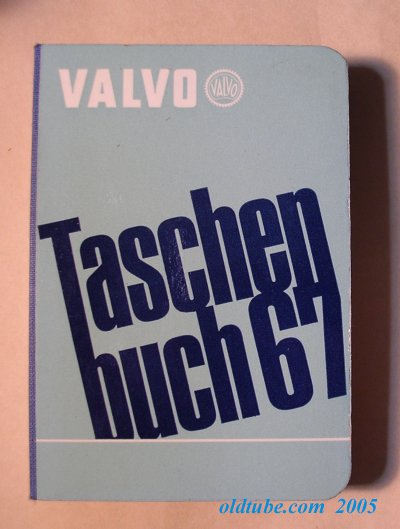 VALVO VALVO
Taschen
buch 67
oldtube.com 2005